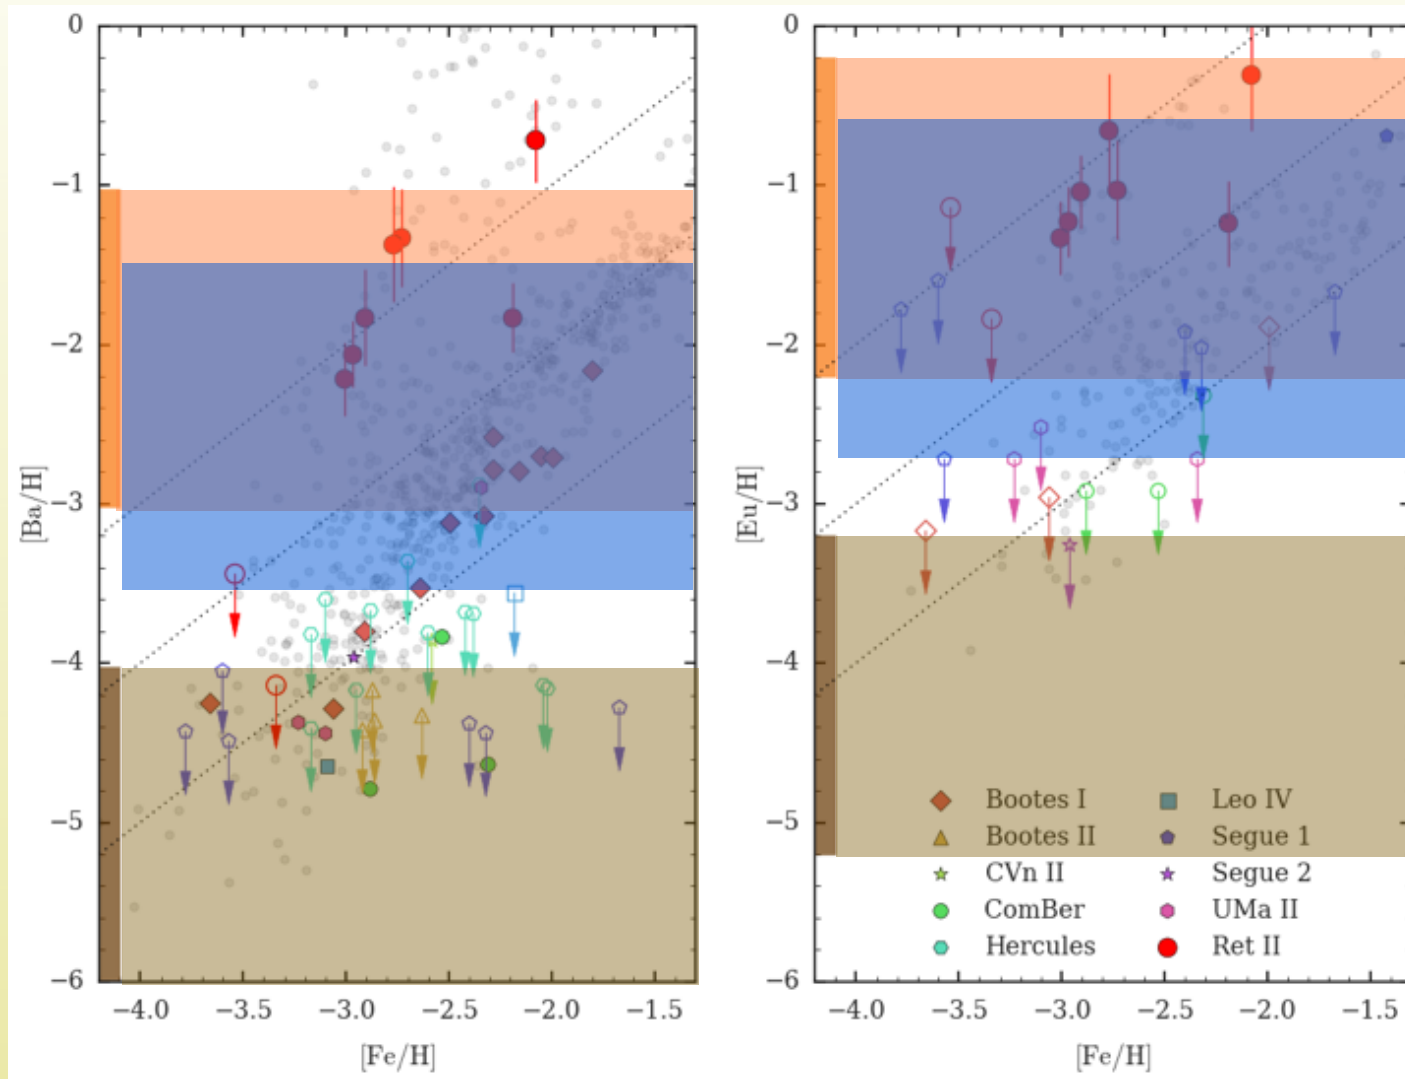 0
−1
−2
−3
−4
−5
−6
[Ba/H]
−4.0 −3.5 −3.0 −2.5 −2.0 −1.5
[Fe/H]
0
−1
−2
−3
−4
−5
−6
[Eu/H]
Bootes I
Bootes II
CVn II
ComBer
Hercules
Leo IV
Segue 1
Segue 2
UMa II
Ret II
−4.0 −3.5 −3.0 −2.5 −2.0 −1.5
[Fe/H]